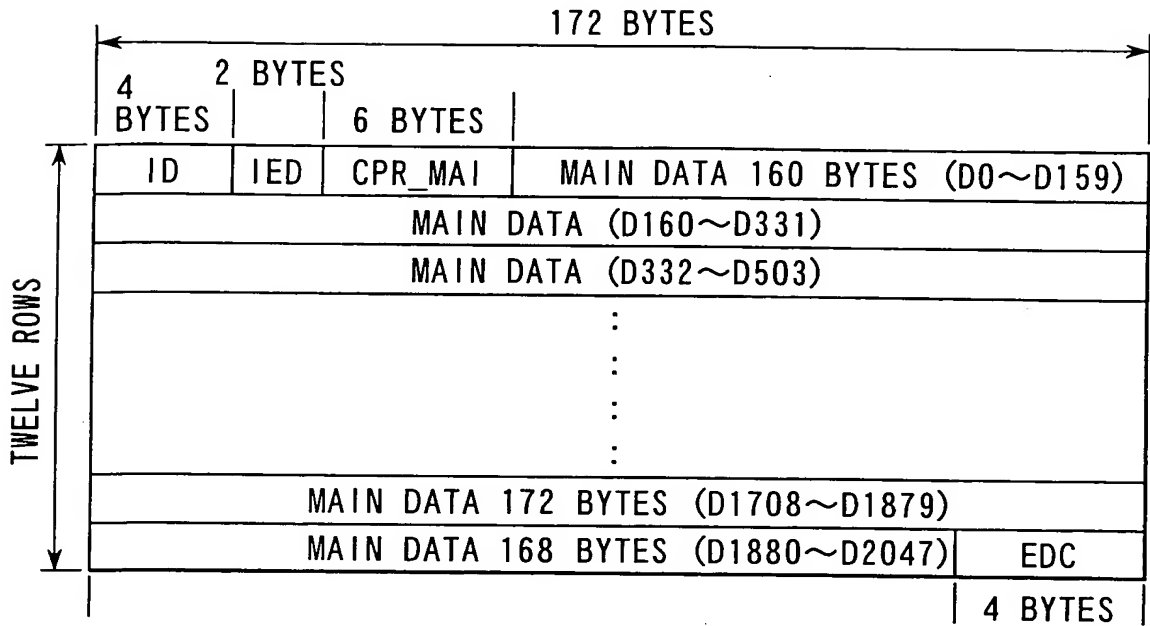 172 BYTES
4
BYTES
2 BYTES
6 BYTES
ID IED CPR_MAI MAIN DATA 160 BYTES (D0～D159)
MAIN DATA (D160～D331)
MAIN DATA (D332～D503)
:
:
:
:
MAIN DATA 172 BYTES (D1708～D1879)
MAIN DATA 168 BYTES (D1880～D2047) EDC
4 BYTES
TWELVE ROWS